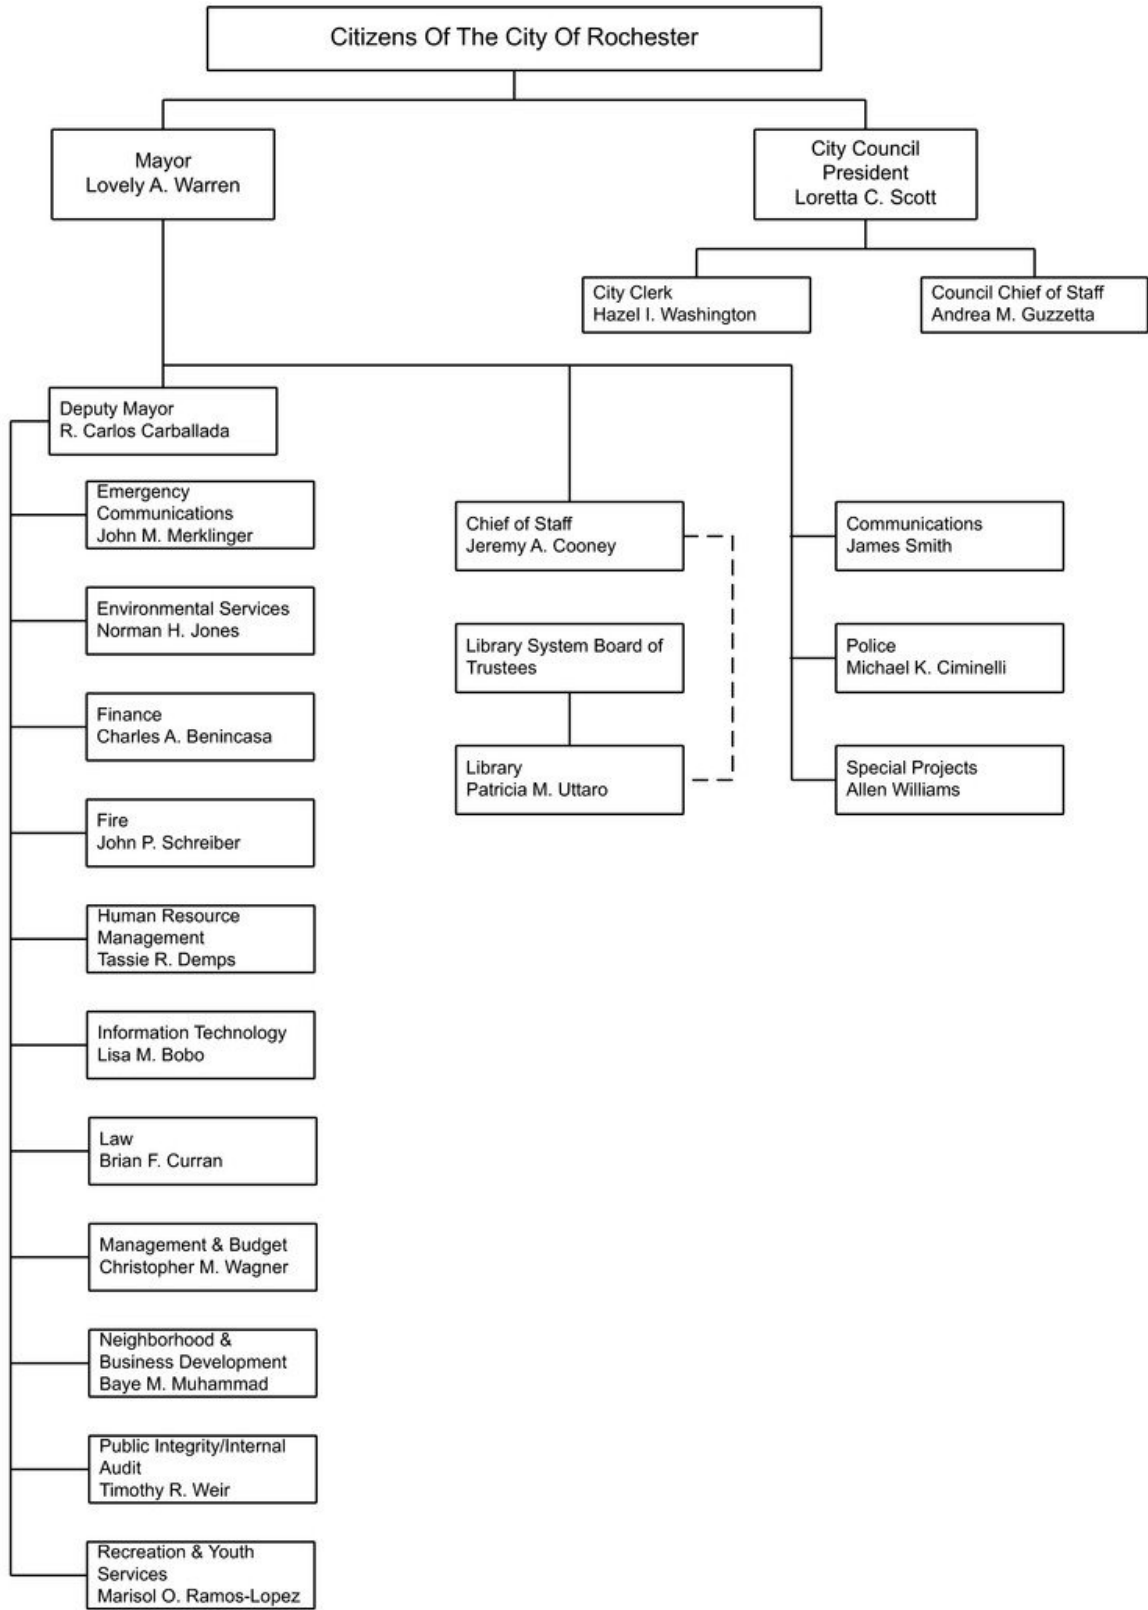 Citizens Of The City Of Rochester
Mayor
Lovely A. Warren
City Council
President
Loretta C. Scott
City Clerk
Hazel I. Washington
Council Chief of Staff
Andrea M. Guzzetta
Deputy Mayor
R. Carlos Carballada
Emergency
Communications
John M. Merklinger
Environmental Services
Norman H. Jones
Finance
Charles A. Benincasa
Fire
John P. Schreiber
Human Resource
Management
Tassie R. Demps
Information Technology
Lisa M. Bobo
Law
Brian F. Curran
Management & Budget
Christopher M. Wagner
Neighborhood &
Business Development
Baye M. Muhammad
Public Integrity/Internal
Audit
Timothy R. Weir
Recreation & Youth
Services
Marisol O. Ramos-Lopez
Chief of Staff
Jeremy A. Cooney
Library System Board of
Trustees
Library
Patricia M. Uttaro
Communications
James Smith
Police
Michael K. Ciminelli
Special Projects
Allen Williams